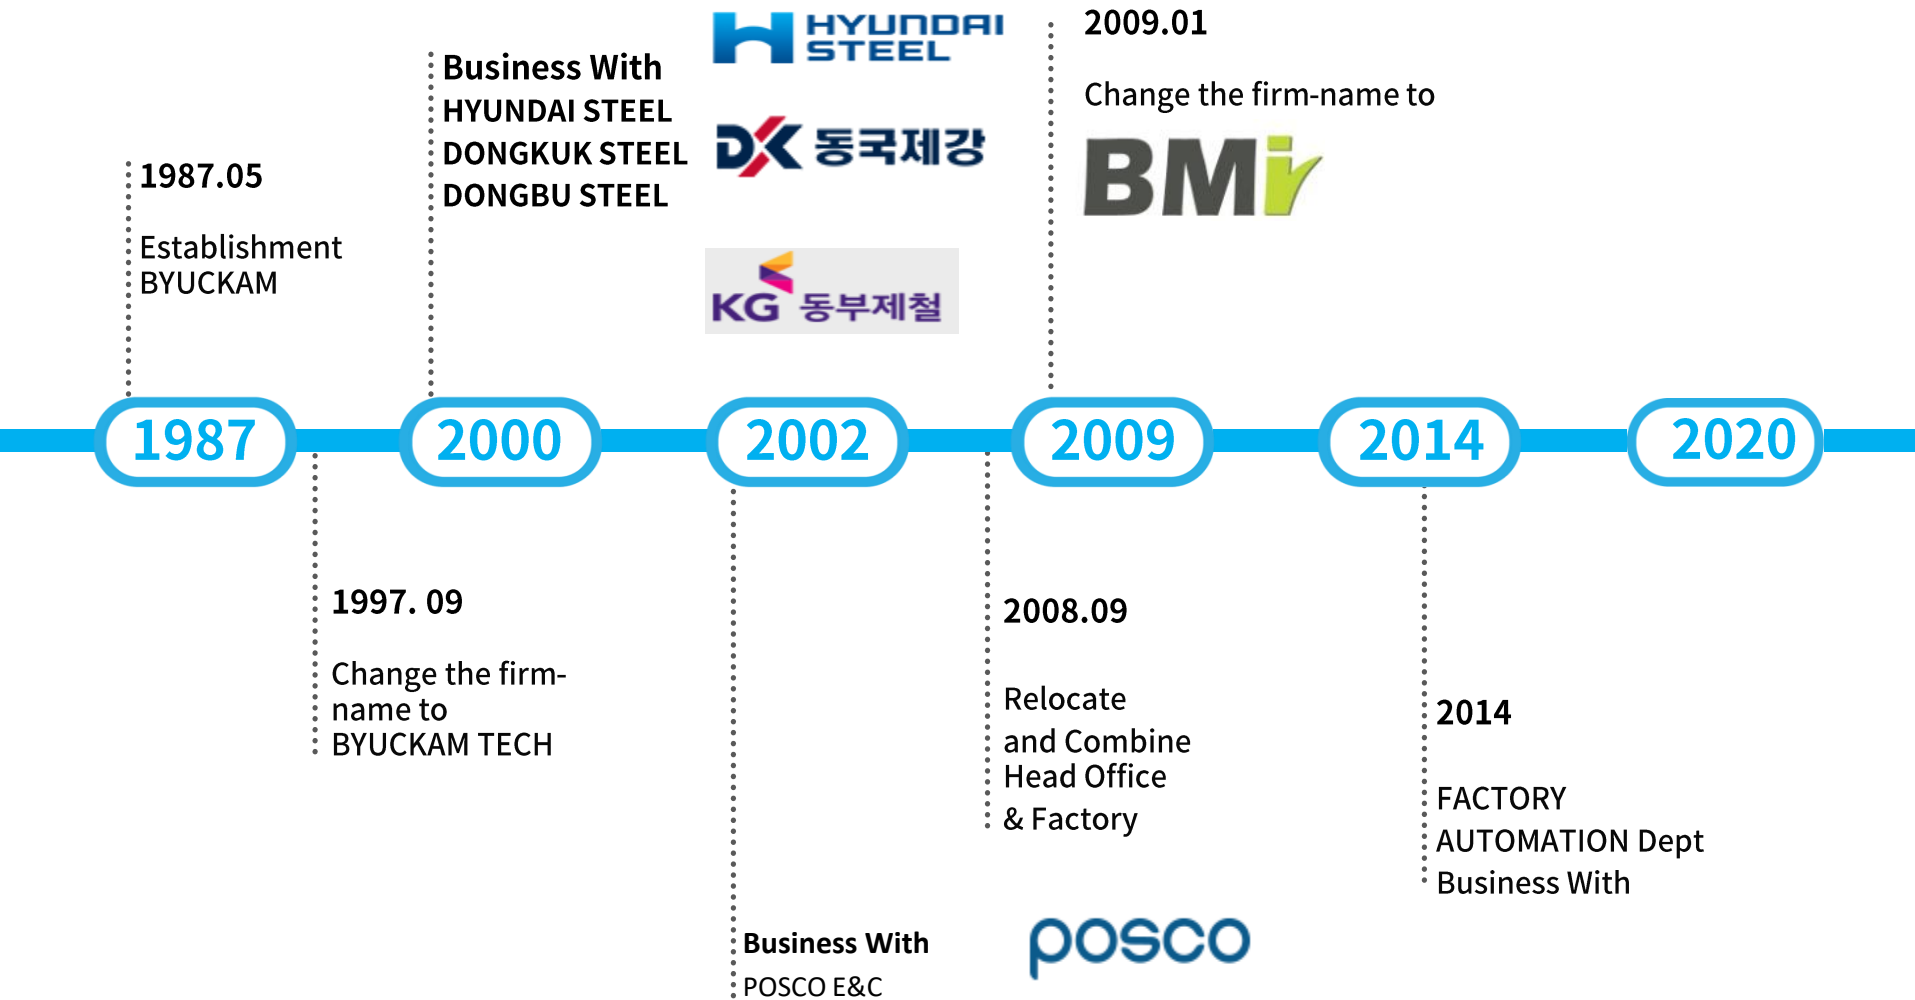 1987.05
Establishment
BYUCKAM
Business With
HYUNDAI STEEL
DONGKUK STEEL
DONGBU STEEL
HYUNDAI
STEEL
DK 동국제강
KG 동부제철
2009.01
Change the firm-name to
BMi
1987
2000
2002
2009
2014
2020
1997. 09
Change the firm-
name to
BYUCKAM TECH
Business With
POSCO E&C
posco
2008.09
Relocate
and Combine
Head Office
& Factory
2014
FACTORY
AUTOMATION Dept
Business With